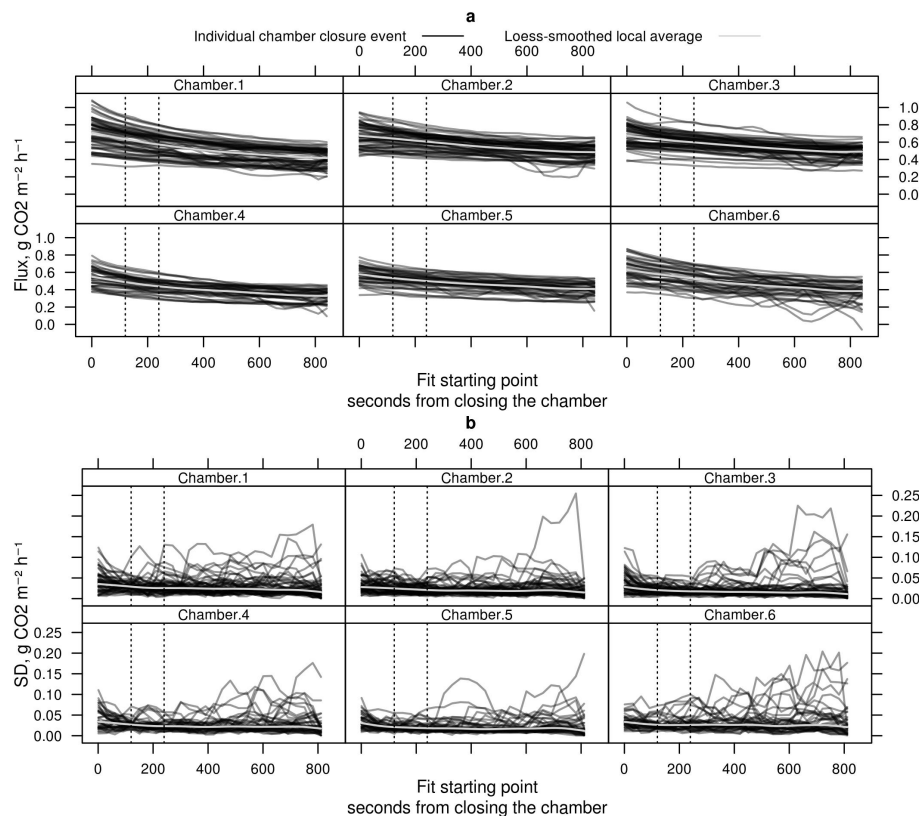 a
Individual chamber closure event Loess-smoothed local average
0 200 400 600 800
Chamber.1 Chamber.2 Chamber.3
1.0
0.8
0.6
0.4
0.2
0.0
Chamber.4 Chamber.5 Chamber.6
1.0
0.8
0.6
0.4
0.2
0.0
Flux, g CO2 m⁻² h⁻¹
0 200 400 600 800 0 200 400 600 800
Fit starting point
seconds from closing the chamber
b
0 200 400 600 800
Chamber.1 Chamber.2 Chamber.3
0.25
0.20
0.15
0.10
0.05
0.00
Chamber.4 Chamber.5 Chamber.6
0.25
0.20
0.15
0.10
0.05
0.00
SD, g CO2 m⁻² h⁻¹
0 200 400 600 800 0 200 400 600 800
Fit starting point
seconds from closing the chamber